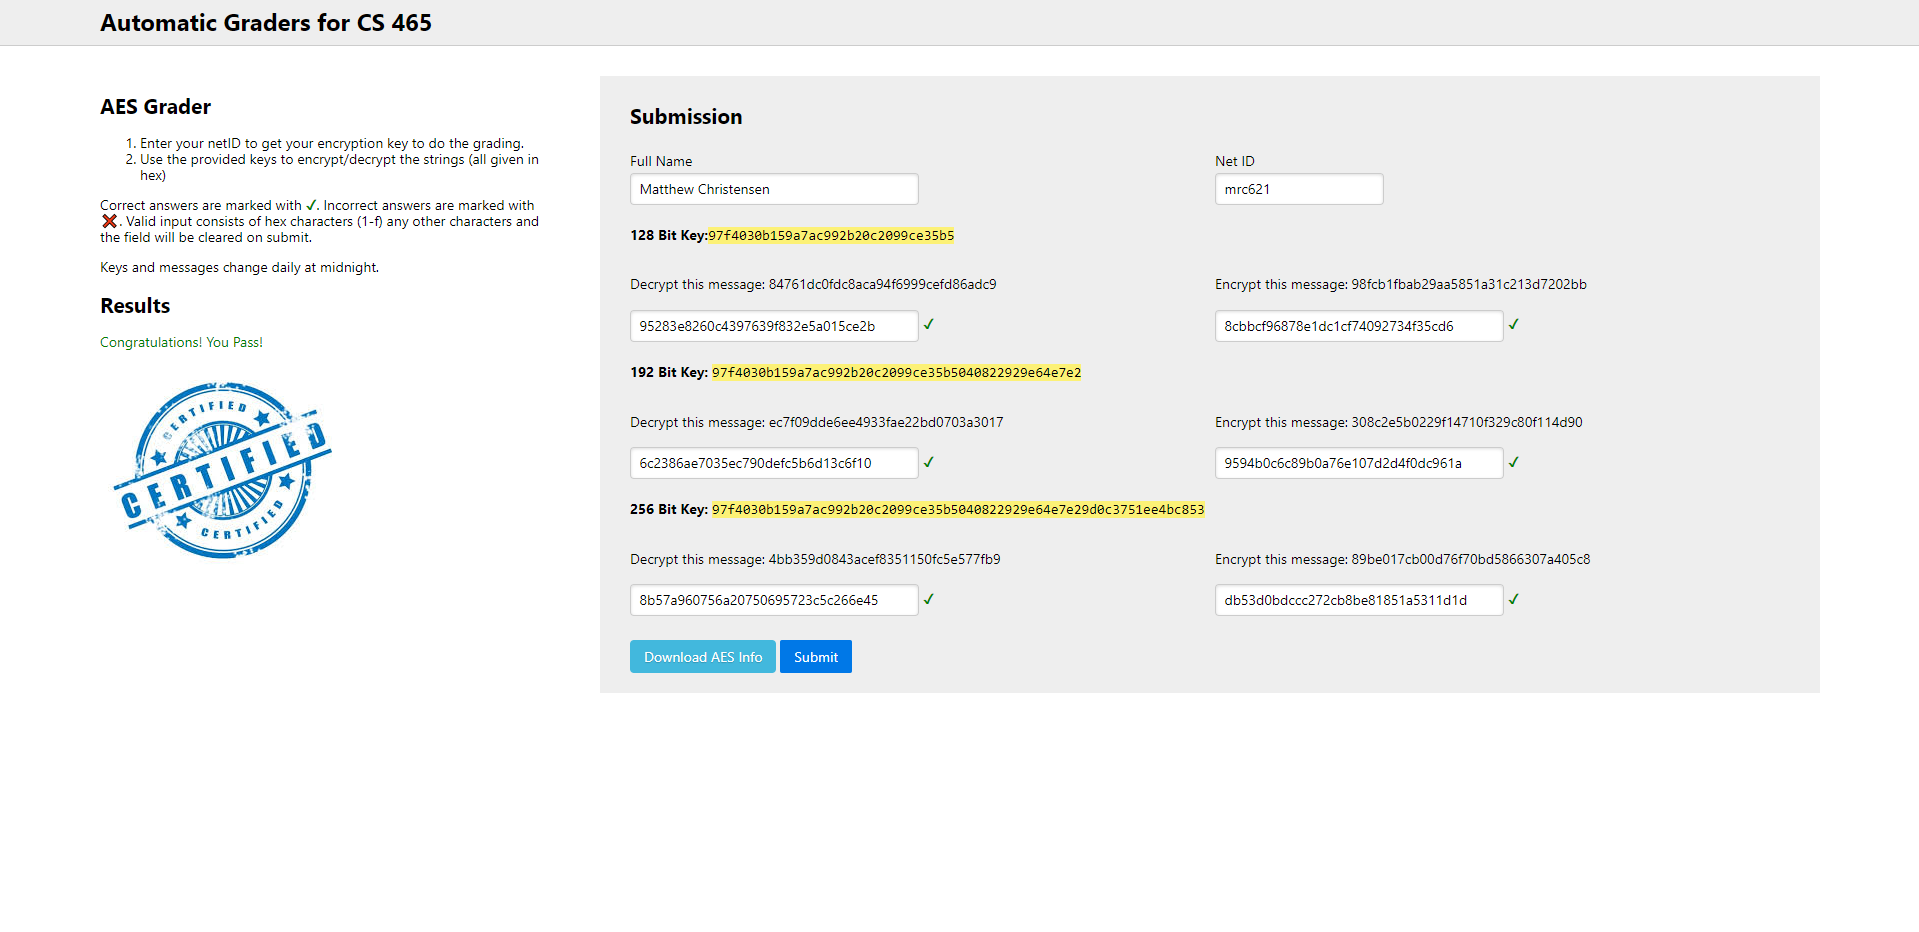 Automatic Graders for CS 465
AES Grader
1. Enter your netID to get your encryption key to do the grading.
2. Use the provided keys to encrypt/decrypt the strings (all given in
hex)
Correct answers are marked with ✓. Incorrect answers are marked with
❌. Valid input consists of hex characters (1-f) any other characters and
the field will be cleared on submit.
Keys and messages change daily at midnight.
Results
Congratulations! You Pass!
CERTIFIED
CERTIFIED
CERTIFIED
Submission
Full Name
Net ID
Matthew Christensen
mrc621
128 Bit Key:97f4030b159a7ac992b20c2099ce35b5
Decrypt this message: 84761dc0fdc8aca94f6999cefd86adc9
Encrypt this message: 98fcb1fbab29aa5851a31c213d7202bb
95283e8260c4397639f832e5a015ce2b ✓
8cbbcf96878e1dc1cf74092734f35cd6 ✓
192 Bit Key: 97f4030b159a7ac992b20c2099ce35b5040822929e64e7e2
Decrypt this message: ec7f09dde6ee4933fae22bd0703a3017
Encrypt this message: 308c2e5b0229f14710f329c80f114d90
6c2386ae7035ec790defc5b6d13c6f10 ✓
9594b0c6c89b0a76e107d2d4f0dc961a ✓
256 Bit Key: 97f4030b159a7ac992b20c2099ce35b5040822929e64e7e29d0c3751ee4bc853
Decrypt this message: 4bb359d0843acef8351150fc5e577fb9
Encrypt this message: 89be017cb00d76f70bd5866307a405c8
8b57a960756a20750695723c5c266e45 ✓
db53d0bdccc272cb8be81851a5311d1d ✓
Download AES Info
Submit